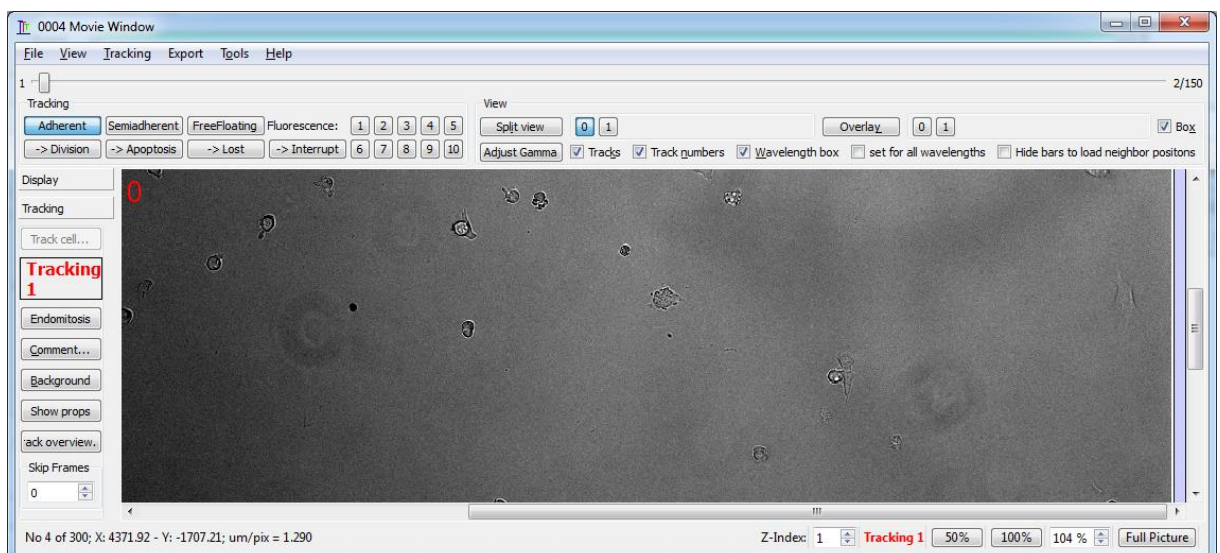 0004 Movie Window
File View Tracking Export Tools Help
1 2/150
Tracking View
Adherent Semiadherent FreeFloating Fluorescence: 1 2 3 4 5 Split view 0 1 Overlay 0 1 Box
-> Division -> Apoptosis -> Lost -> Interrupt 6 7 8 9 10 Adjust Gamma Tracks Track numbers Wavelength box set for all wavelengths Hide bars to load neighbor positons
Display
0
Tracking
Track cell...
Tracking
1
Endomitosis
Comment...
Background
Show props
ack overview.
Skip Frames
0
No 4 of 300; X: 4371.92 - Y: -1707.21; um/pix = 1.290 Z-Index: 1 Tracking 1 50% 100% 104 % Full Picture